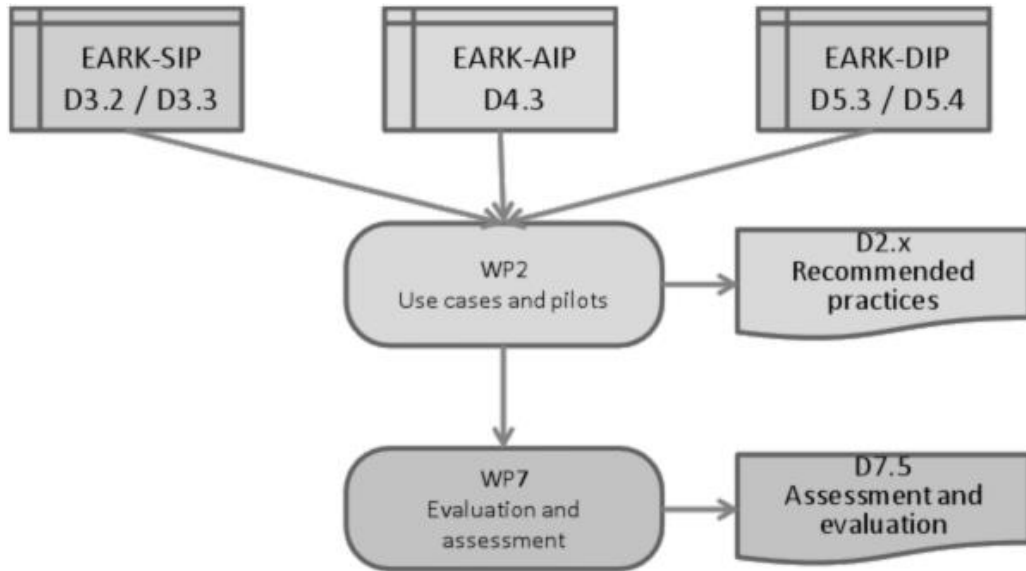 EARK-SIP
D3.2 / D3.3
EARK-AIP
D4.3
EARK-DIP
D5.3 / D5.4
WP2
Use cases and pilots
D2.x
Recommended
practices
WP7
Evaluation and
assessment
D7.5
Assessment and
evaluation